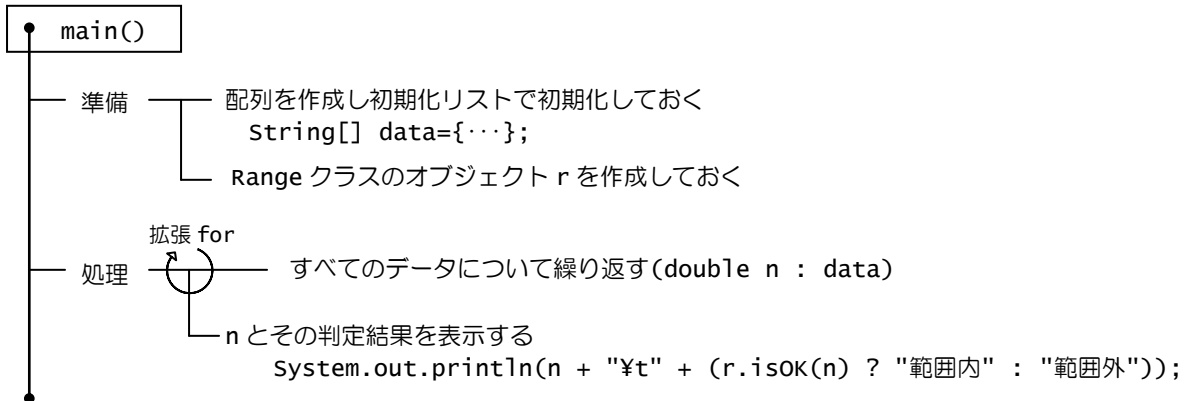 main()
準備
配列を作成し初期化リストで初期化しておく
String[] data={···};
Range クラスのオブジェクト r を作成しておく
拡張 for
処理
すべてのデータについて繰り返す(double n : data)
n とその判定結果を表示する
System.out.println(n + "¥t" + (r.isOK(n) ? "範囲内" : "範囲外"));